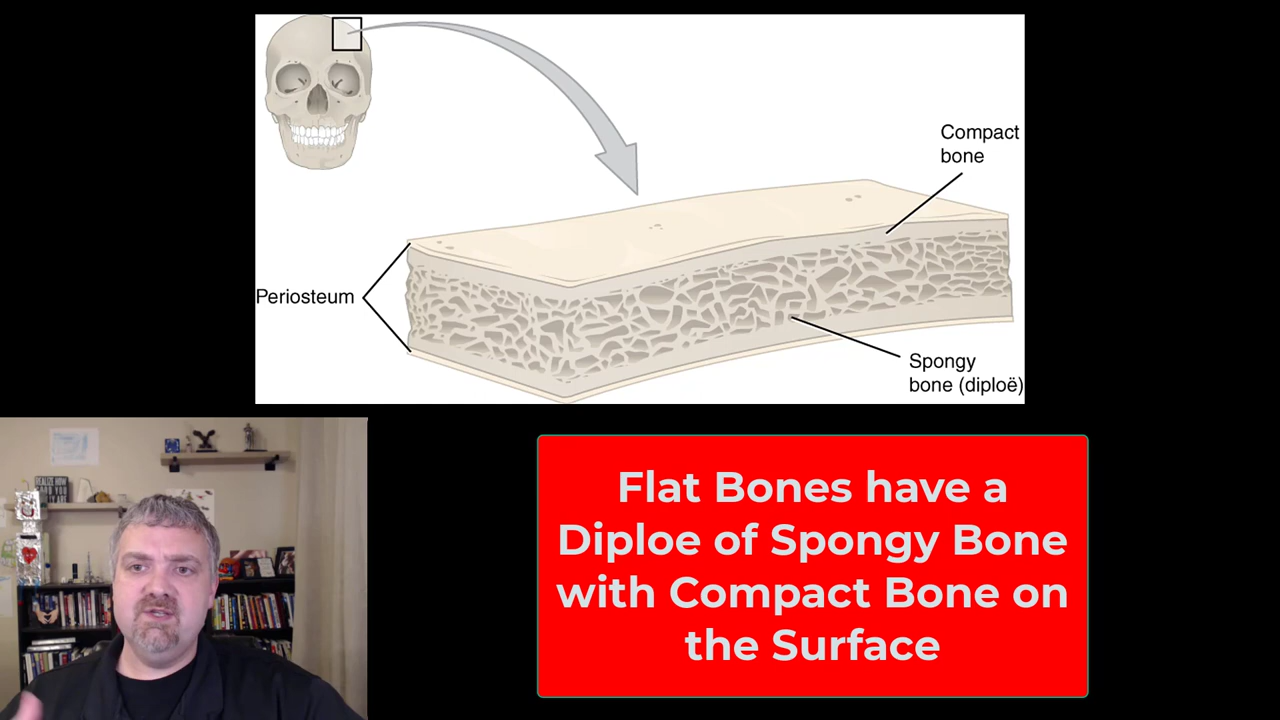 Compact
bone
Periosteum
Spongy
bone (diploë)
Flat Bones have a
Diploe of Spongy Bone
with Compact Bone on
the Surface